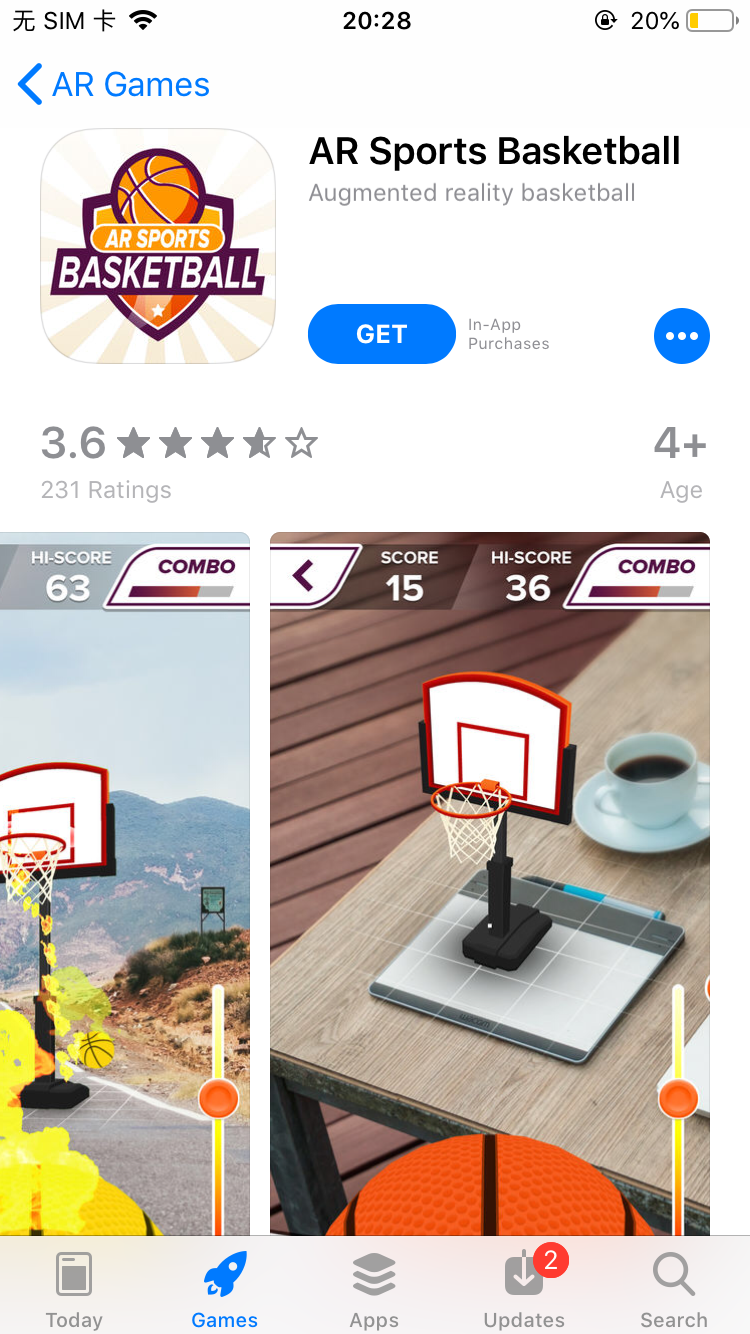 无 SIM 卡
20:28
20%
AR Games
AR SPORTS
BASKETBALL
AR Sports Basketball
Augmented reality basketball
GET
In-App
Purchases
3.6
4+
231 Ratings
Age
HI-SCORE
63
COMBO
SCORE
15
HI-SCORE
36
COMBO
wacom
Today
Games
Apps
2
Updates
Search